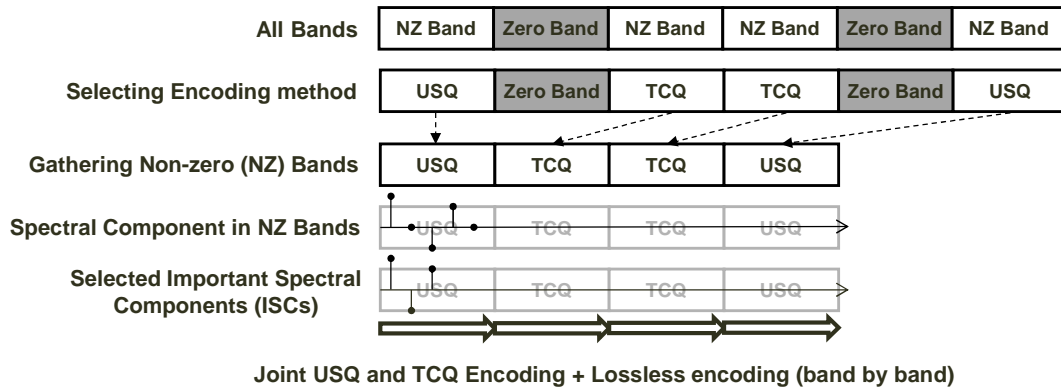 All Bands NZ Band Zero Band NZ Band NZ Band Zero Band NZ Band
Selecting Encoding method USQ Zero Band TCQ TCQ Zero Band USQ
Gathering Non-zero (NZ) Bands USQ TCQ TCQ USQ
Spectral Component in NZ Bands USQ TCQ TCQ USQ
Selected Important Spectral
Components (ISCs) USQ TCQ TCQ USQ
Joint USQ and TCQ Encoding + Lossless encoding (band by band)